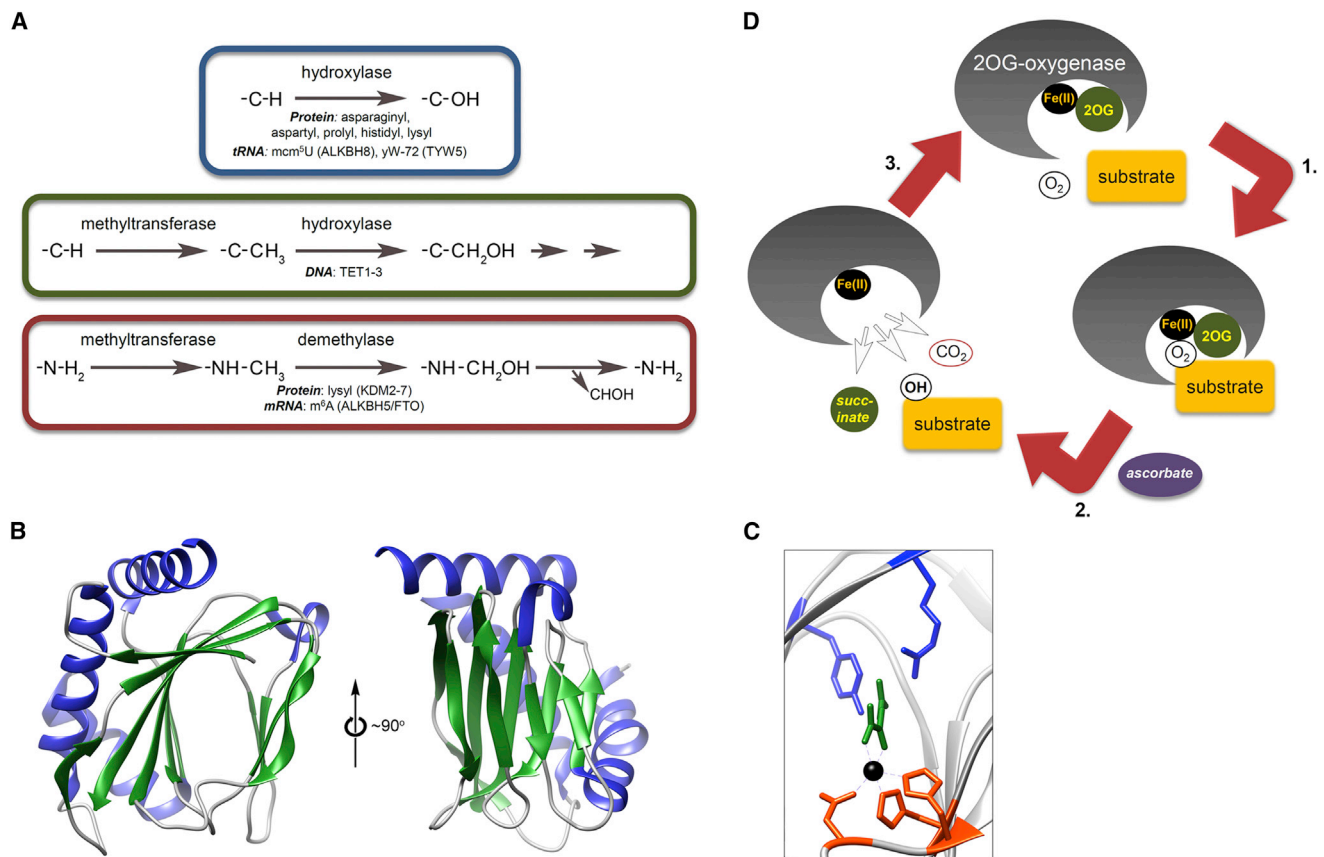 A
hydroxylase
-C-H -C-OH
Protein: asparaginyl,
aspartyl, prolyl, histidyl, lysyl
tRNA: mcm⁵U (ALKBH8), yW-72 (TYW5)
methyltransferase hydroxylase
-C-H -C-CH₃ -C-CH₂OH
DNA: TET1-3
methyltransferase demethylase
-N-H₂ -NH-CH₃ -NH-CH₂OH -N-H₂
CHOH
Protein: lysyl (KDM2-7)
mRNA: m⁶A (ALKBH5/FTO)
D
2OG-oxygenase
Fe(II)
2OG
O₂
substrate
1.
Fe(II)
2OG
O₂
substrate
ascorbate
2.
Fe(II)
CO₂
OH
succ-
inate
substrate
3.
B
~90°
C